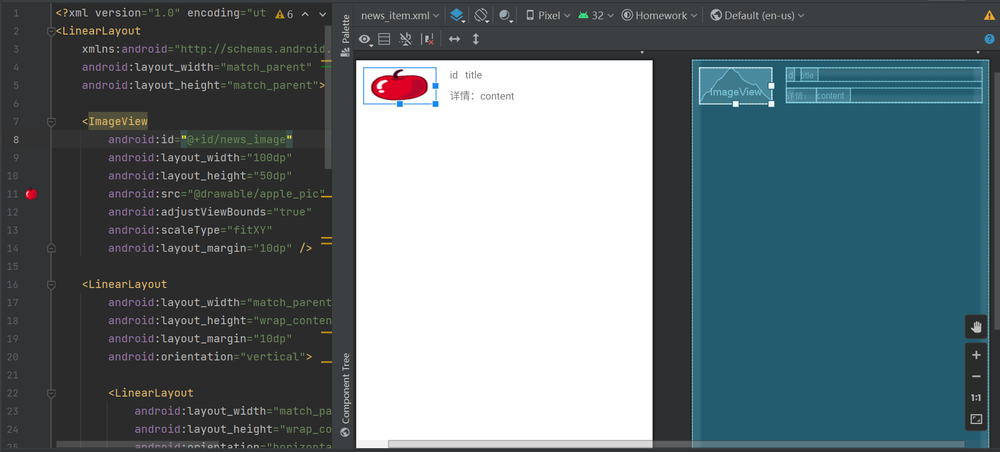 1 <?xml version="1.0" encoding="ut 6
2 <LinearLayout
3 xmlns:android="http://schemas.android.
4 android:layout_width="match_parent"
5 android:layout_height="match_parent">
6
7 <ImageView
8 android:id="@+id/news_image"
9 android:layout_width="100dp"
10 android:layout_height="50dp"
11 android:src="@drawable/apple_pic"
12 android:adjustViewBounds="true"
13 android:scaleType="fitXY"
14 android:layout_margin="10dp" />
15
16 <LinearLayout
17 android:layout_width="match_parent
18 android:layout_height="wrap_conten
19 android:layout_margin="10dp"
20 android:orientation="vertical">
21
22 <LinearLayout
23 android:layout_width="match_pa
24 android:layout_height="wrap_co
25 android:orientation="horizonta
Palette
Component Tree
news_item.xml Pixel 32 Homework Default (en-us)
ab
?
id title
详情：content
ImageView
id title
详情： content
1:1